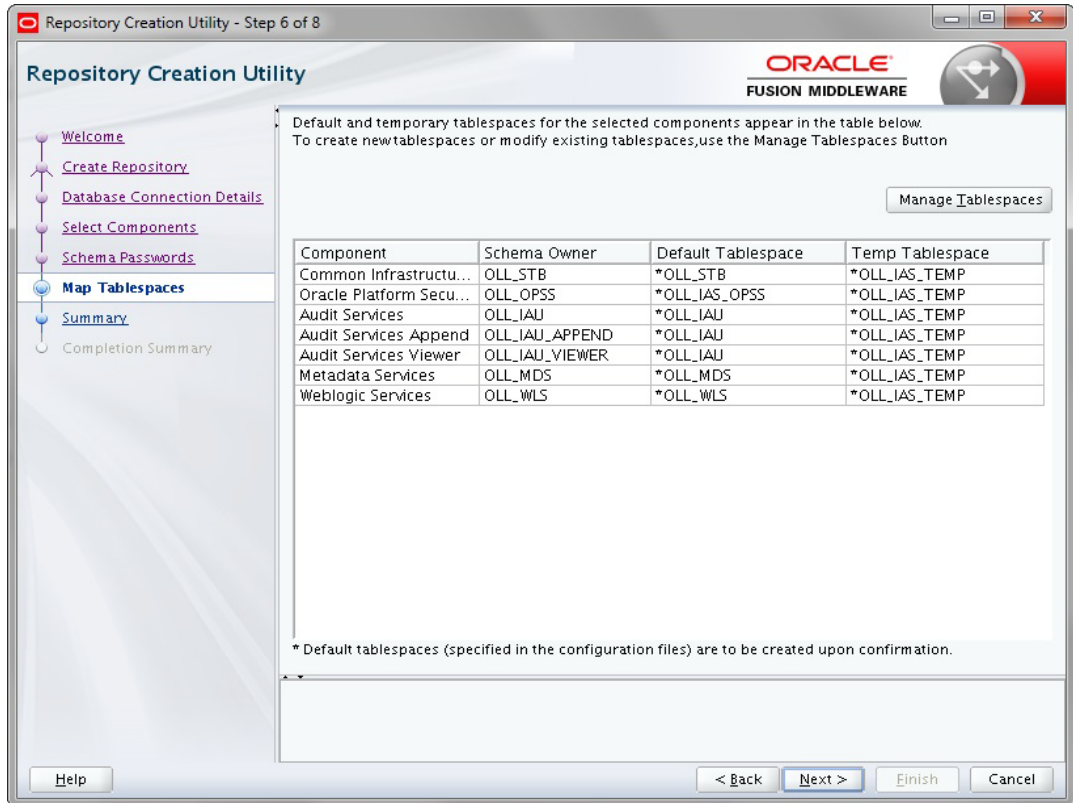 Repository Creation Utility - Step 6 of 8
Repository Creation Utility
ORACLE
FUSION MIDDLEWARE
Welcome
Create Repository
Database Connection Details
Select Components
Schema Passwords
Map Tablespaces
Summary
Completion Summary
Default and temporary tablespaces for the selected components appear in the table below.
To create newtablespaces or modify existing tablespaces,use the Manage Tablespaces Button
Manage Tablespaces
Component Schema Owner Default Tablespace Temp Tablespace
Common Infrastructu... OLL_STB *OLL_STB *OLL_IAS_TEMP
Oracle Platform Secu... OLL_OPSS *OLL_IAS_OPSS *OLL_IAS_TEMP
Audit Services OLL_IAU *OLL_IAU *OLL_IAS_TEMP
Audit Services Append OLL_IAU_APPEND *OLL_IAU *OLL_IAS_TEMP
Audit Services Viewer OLL_IAU_VIEWER *OLL_IAU *OLL_IAS_TEMP
Metadata Services OLL_MDS *OLL_MDS *OLL_IAS_TEMP
Weblogic Services OLL_WLS *OLL_WLS *OLL_IAS_TEMP
* Default tablespaces (specified in the configuration files) are to be created upon confirmation.
Help < Back Next > Finish Cancel